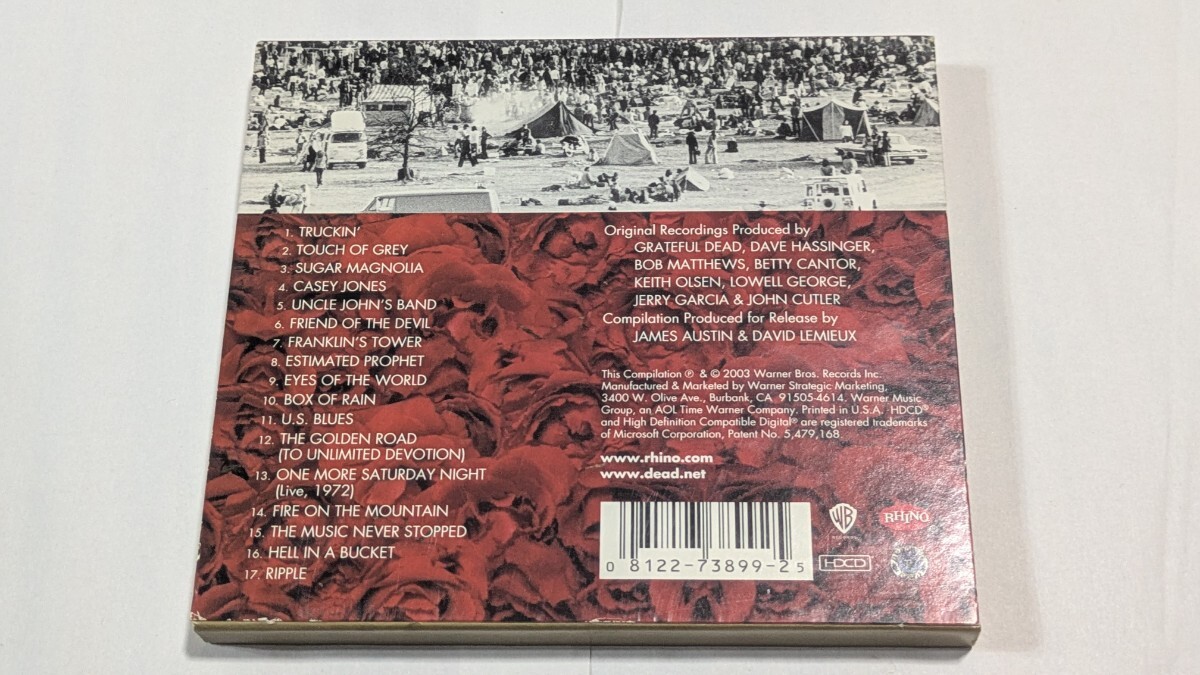 1. TRUCKIN'
2. TOUCH OF GREY
3. SUGAR MAGNOLIA
4. CASEY JONES
5. UNCLE JOHN'S BAND
6. FRIEND OF THE DEVIL
7. FRANKLIN'S TOWER
8. ESTIMATED PROPHET
9. EYES OF THE WORLD
10. BOX OF RAIN
11. U.S. BLUES
12. THE GOLDEN ROAD
(TO UNLIMITED DEVOTION)
13. ONE MORE SATURDAY NIGHT
(Live, 1972)
14. FIRE ON THE MOUNTAIN
15. THE MUSIC NEVER STOPPED
16. HELL IN A BUCKET
17. RIPPLE
Original Recordings Produced by
GRATEFUL DEAD, DAVE HASSINGER,
BOB MATTHEWS, BETTY CANTOR,
KEITH OLSEN, LOWELL GEORGE,
JERRY GARCIA & JOHN CUTLER
Compilation Produced for Release by
JAMES AUSTIN & DAVID LEMIEUX
This Compilation ℗ & © 2003 Warner Bros. Records Inc.
Manufactured & Marketed by Warner Strategic Marketing,
3400 W. Olive Ave., Burbank, CA 91505-4614. Warner Music
Group, an AOL Time Warner Company. Printed in U.S.A. HDCD®
and High Definition Compatible Digital® are registered trademarks
of Microsoft Corporation, Patent No. 5,479,168.
www.rhino.com
www.dead.net
0 8122-73899-2 5
WB
RHINO
HDCD